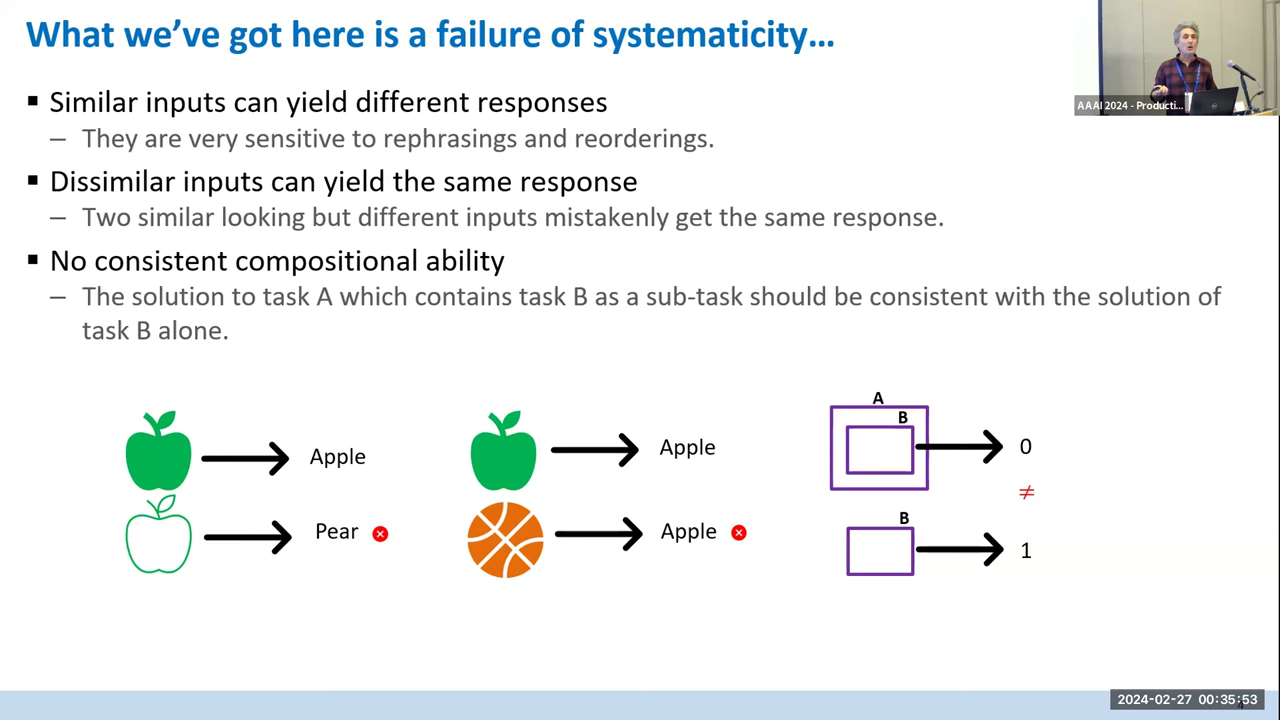 What we've got here is a failure of systematicity...
AAAI 2024 - Producti...
▪ Similar inputs can yield different responses
– They are very sensitive to rephrasings and reorderings.
▪ Dissimilar inputs can yield the same response
– Two similar looking but different inputs mistakenly get the same response.
▪ No consistent compositional ability
– The solution to task A which contains task B as a sub-task should be consistent with the solution of
task B alone.
Apple
Pear
Apple
Apple
A
B
0
≠
B
1
2024-02-27 00:35:53